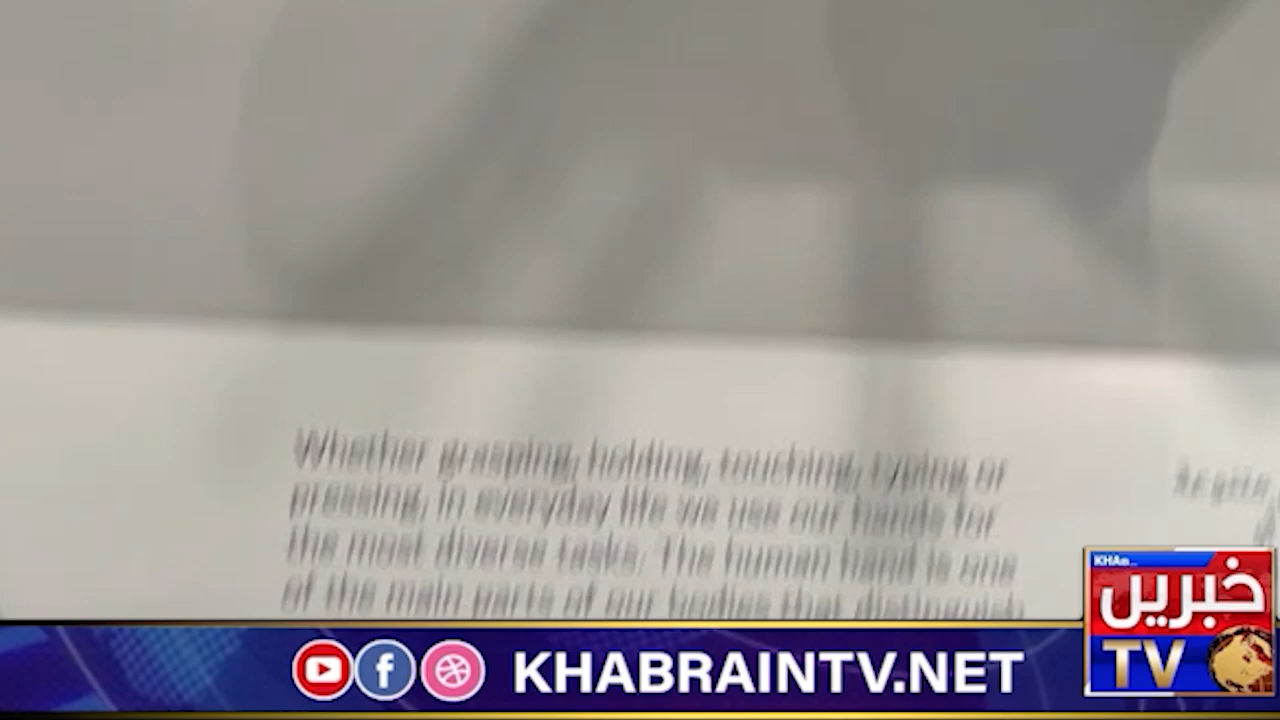 Whether grasping, holding, touching, typing or
pressing, in everyday life we use our hands for
the most diverse tasks. The human hand is one
of the main parts of our bodies that
KHABRAINTV.NET
خبریں
TV